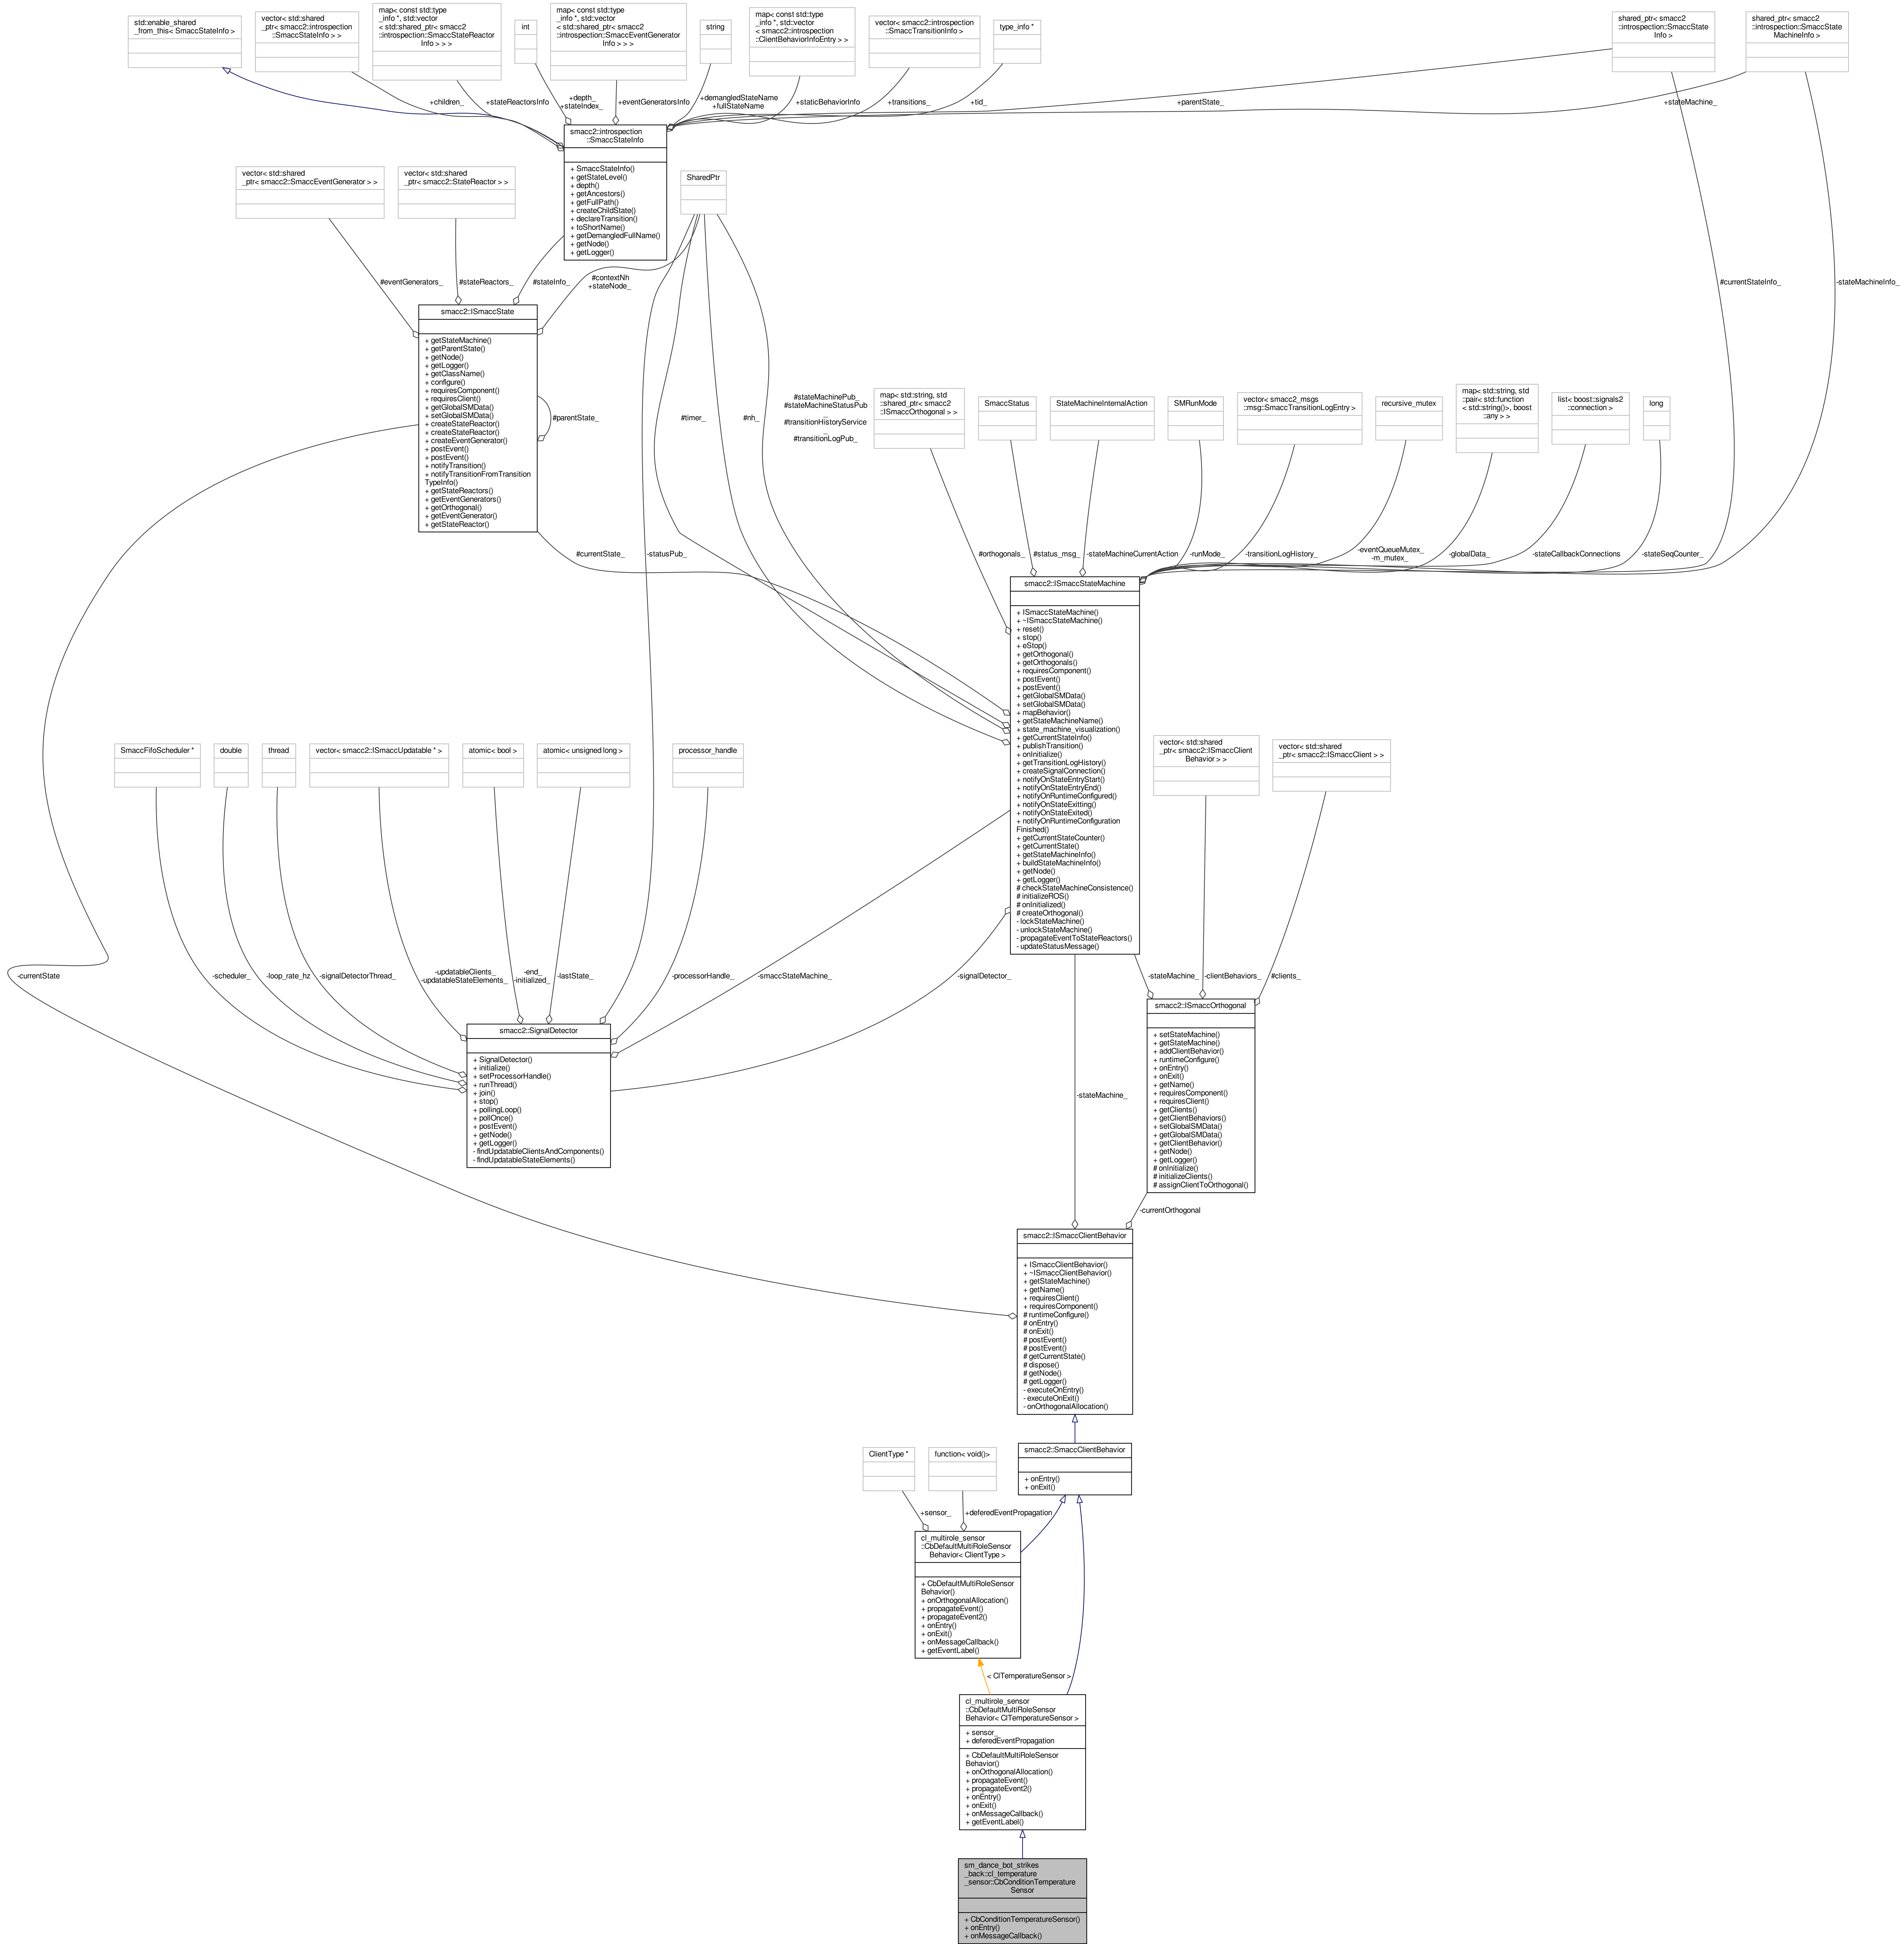 std::enable_shared
_from_this< SmaccStateInfo >
vector< std::shared
_ptr< smacc2::introspection
::SmaccStateInfo > >
map< const std::type
_info *, std::vector
< std::shared_ptr< smacc2
::introspection::SmaccStateReactor
Info > > >
int
map< const std::type
_info *, std::vector
< std::shared_ptr< smacc2
::introspection::SmaccEventGenerator
Info > > >
string
map< const std::type
_info *, std::vector
< smacc2::introspection
::ClientBehaviorInfoEntry > >
vector< smacc2::introspection
::SmaccTransitionInfo >
type_info *
shared_ptr< smacc2
::introspection::SmaccState
Info >
shared_ptr< smacc2
::introspection::SmaccState
MachineInfo >
+children_
+stateReactorsInfo
+depth_
+stateIndex_
+eventGeneratorsInfo
+demangledStateName
+fullStateName
+staticBehaviorInfo
+transitions_
+tid_
+parentState_
+stateMachine_
smacc2::introspection
::SmaccStateInfo
+ SmaccStateInfo()
+ getStateLevel()
+ depth()
+ getAncestors()
+ getFullPath()
+ createChildState()
+ declareTransition()
+ toShortName()
+ getDemangledFullName()
+ getNode()
+ getLogger()
vector< std::shared
_ptr< smacc2::SmaccEventGenerator > >
vector< std::shared
_ptr< smacc2::StateReactor > >
SharedPtr
#eventGenerators_
#stateReactors_
#stateInfo_
#contextNh
+stateNode_
#currentStateInfo_
-stateMachineInfo_
smacc2::ISmaccState
+ getStateMachine()
+ getParentState()
+ getNode()
+ getLogger()
+ getClassName()
+ configure()
+ requiresComponent()
+ requiresClient()
+ getGlobalSMData()
+ setGlobalSMData()
+ createStateReactor()
+ createStateReactor()
+ createEventGenerator()
+ postEvent()
+ postEvent()
+ notifyTransition()
+ notifyTransitionFromTransition
TypeInfo()
+ getStateReactors()
+ getEventGenerators()
+ getOrthogonal()
+ getEventGenerator()
+ getStateReactor()
#parentState_
#timer_
#nh_
#stateMachinePub_
#stateMachineStatusPub
_
#transitionHistoryService
_
#transitionLogPub_
map< std::string, std
::shared_ptr< smacc2
::ISmaccOrthogonal > >
SmaccStatus
StateMachineInternalAction
SMRunMode
vector< smacc2_msgs
::msg::SmaccTransitionLogEntry >
recursive_mutex
map< std::string, std
::pair< std::function
< std::string()>, boost
::any > >
list< boost::signals2
::connection >
long
#currentState_
-statusPub_
#orthogonals_
#status_msg_
-stateMachineCurrentAction
-runMode_
-transitionLogHistory_
-eventQueueMutex_
-m_mutex_
-globalData_
-stateCallbackConnections
-stateSeqCounter_
smacc2::ISmaccStateMachine
+ ISmaccStateMachine()
+ ~ISmaccStateMachine()
+ reset()
+ stop()
+ eStop()
+ getOrthogonal()
+ getOrthogonals()
+ requiresComponent()
+ postEvent()
+ postEvent()
+ getGlobalSMData()
+ setGlobalSMData()
+ mapBehavior()
+ getStateMachineName()
+ state_machine_visualization()
+ getCurrentStateInfo()
+ publishTransition()
+ onInitialize()
+ getTransitionLogHistory()
+ createSignalConnection()
+ notifyOnStateEntryStart()
+ notifyOnStateEntryEnd()
+ notifyOnRuntimeConfigured()
+ notifyOnStateExitting()
+ notifyOnStateExited()
+ notifyOnRuntimeConfiguration
Finished()
+ getCurrentStateCounter()
+ getCurrentState()
+ getStateMachineInfo()
+ buildStateMachineInfo()
+ getNode()
+ getLogger()
# checkStateMachineConsistence()
# initializeROS()
# onInitialized()
# createOrthogonal()
- lockStateMachine()
- unlockStateMachine()
- propagateEventToStateReactors()
- updateStatusMessage()
SmaccFifoScheduler *
double
thread
vector< smacc2::ISmaccUpdatable * >
atomic< bool >
atomic< unsigned long >
processor_handle
vector< std::shared
_ptr< smacc2::ISmaccClient
Behavior > >
vector< std::shared
_ptr< smacc2::ISmaccClient > >
-currentState
-scheduler_
-loop_rate_hz
-signalDetectorThread_
-updatableClients_
-updatableStateElements_
-end_
-initialized_
-lastState_
-processorHandle_
-smaccStateMachine_
-signalDetector_
-stateMachine_
-clientBehaviors_
#clients_
smacc2::SignalDetector
+ SignalDetector()
+ initialize()
+ setProcessorHandle()
+ runThread()
+ join()
+ stop()
+ pollingLoop()
+ pollOnce()
+ postEvent()
+ getNode()
+ getLogger()
- findUpdatableClientsAndComponents()
- findUpdatableStateElements()
smacc2::ISmaccOrthogonal
+ setStateMachine()
+ getStateMachine()
+ addClientBehavior()
+ runtimeConfigure()
+ onEntry()
+ onExit()
+ getName()
+ requiresComponent()
+ requiresClient()
+ getClients()
+ getClientBehaviors()
+ setGlobalSMData()
+ getGlobalSMData()
+ getClientBehavior()
+ getNode()
+ getLogger()
# onInitialize()
# initializeClients()
# assignClientToOrthogonal()
-stateMachine_
-currentOrthogonal
smacc2::ISmaccClientBehavior
+ ISmaccClientBehavior()
+ ~ISmaccClientBehavior()
+ getStateMachine()
+ getName()
+ requiresClient()
+ requiresComponent()
# runtimeConfigure()
# onEntry()
# onExit()
# postEvent()
# postEvent()
# getCurrentState()
# dispose()
# getNode()
# getLogger()
- executeOnEntry()
- executeOnExit()
- onOrthogonalAllocation()
ClientType *
function< void()>
smacc2::SmaccClientBehavior
+ onEntry()
+ onExit()
+sensor_
+deferedEventPropagation
cl_multirole_sensor
::CbDefaultMultiRoleSensor
Behavior< ClientType >
+ CbDefaultMultiRoleSensor
Behavior()
+ onOrthogonalAllocation()
+ propagateEvent()
+ propagateEvent2()
+ onEntry()
+ onExit()
+ onMessageCallback()
+ getEventLabel()
< ClTemperatureSensor >
cl_multirole_sensor
::CbDefaultMultiRoleSensor
Behavior< ClTemperatureSensor >
+ sensor_
+ deferedEventPropagation
+ CbDefaultMultiRoleSensor
Behavior()
+ onOrthogonalAllocation()
+ propagateEvent()
+ propagateEvent2()
+ onEntry()
+ onExit()
+ onMessageCallback()
+ getEventLabel()
sm_dance_bot_strikes
_back::cl_temperature
_sensor::CbConditionTemperature
Sensor
+ CbConditionTemperatureSensor()
+ onEntry()
+ onMessageCallback()